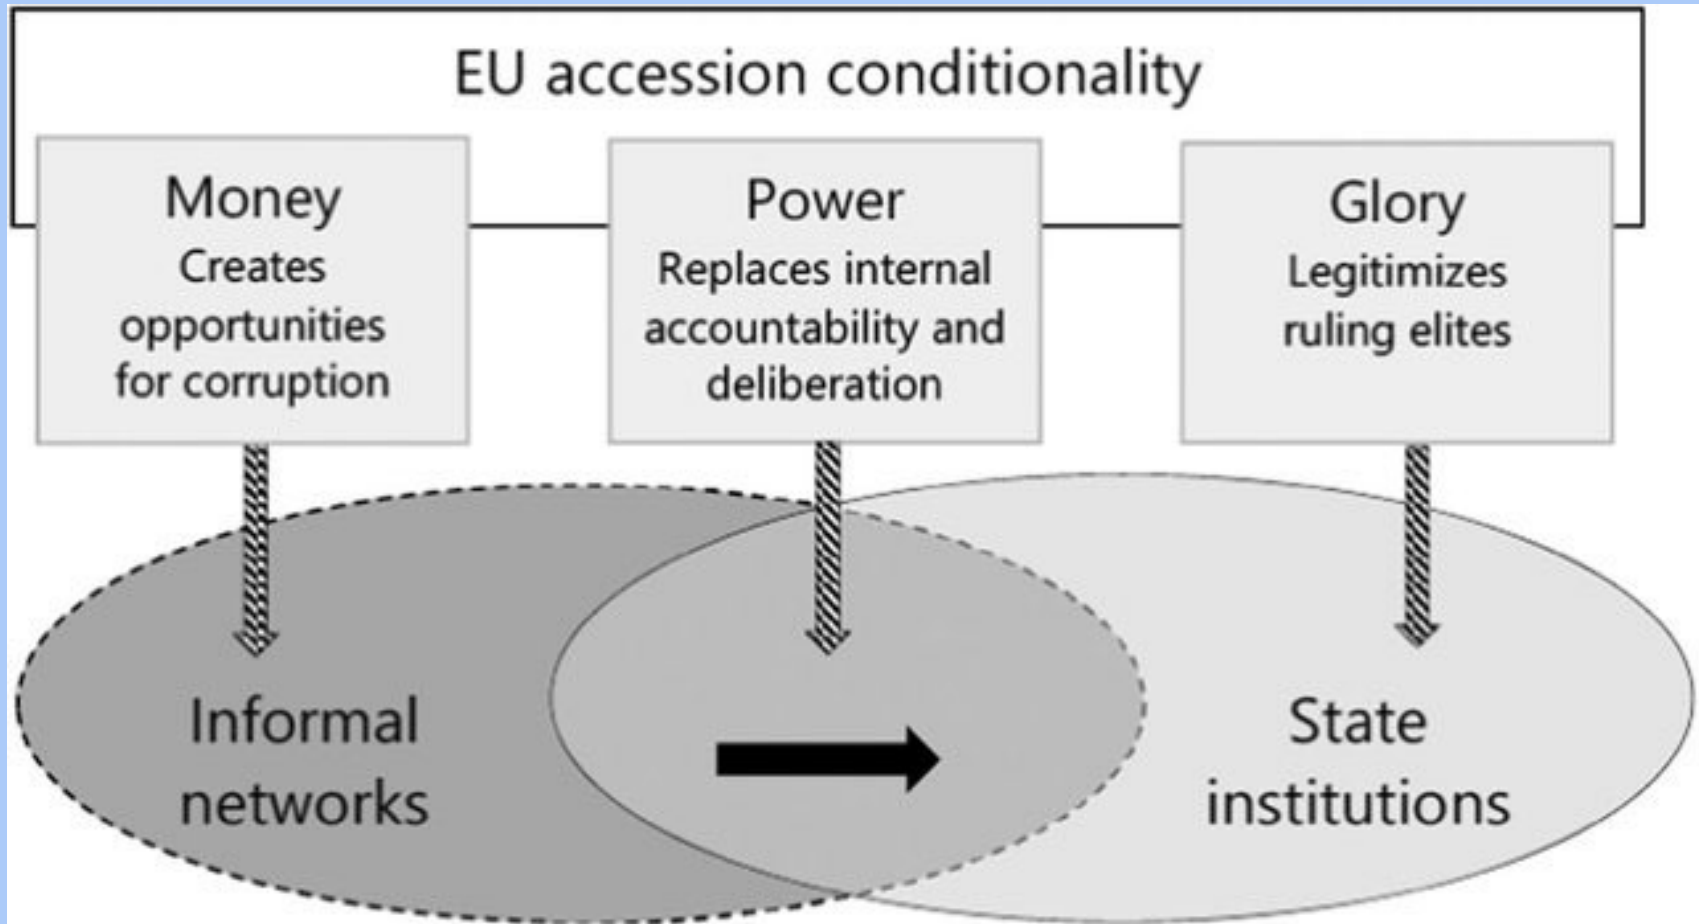 EU accession conditionality
Money
Creates
opportunities
for corruption
Power
Replaces internal
accountability and
deliberation
Glory
Legitimizes
ruling elites
Informal
networks
State
institutions